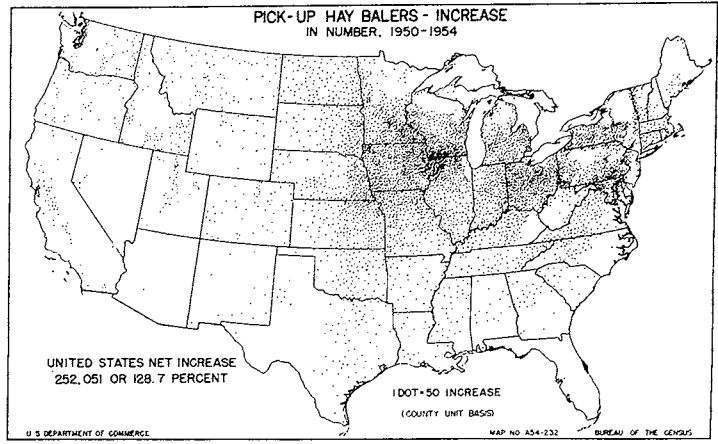 PICK-UP HAY BALERS - INCREASE
IN NUMBER, 1950-1954
UNITED STATES NET INCREASE
252,051 OR 128.7 PERCENT
1 DOT=50 INCREASE
(COUNTY UNIT BASIS)
U S DEPARTMENT OF COMMERCE
MAP NO A54-232
BUREAU OF THE CENSUS